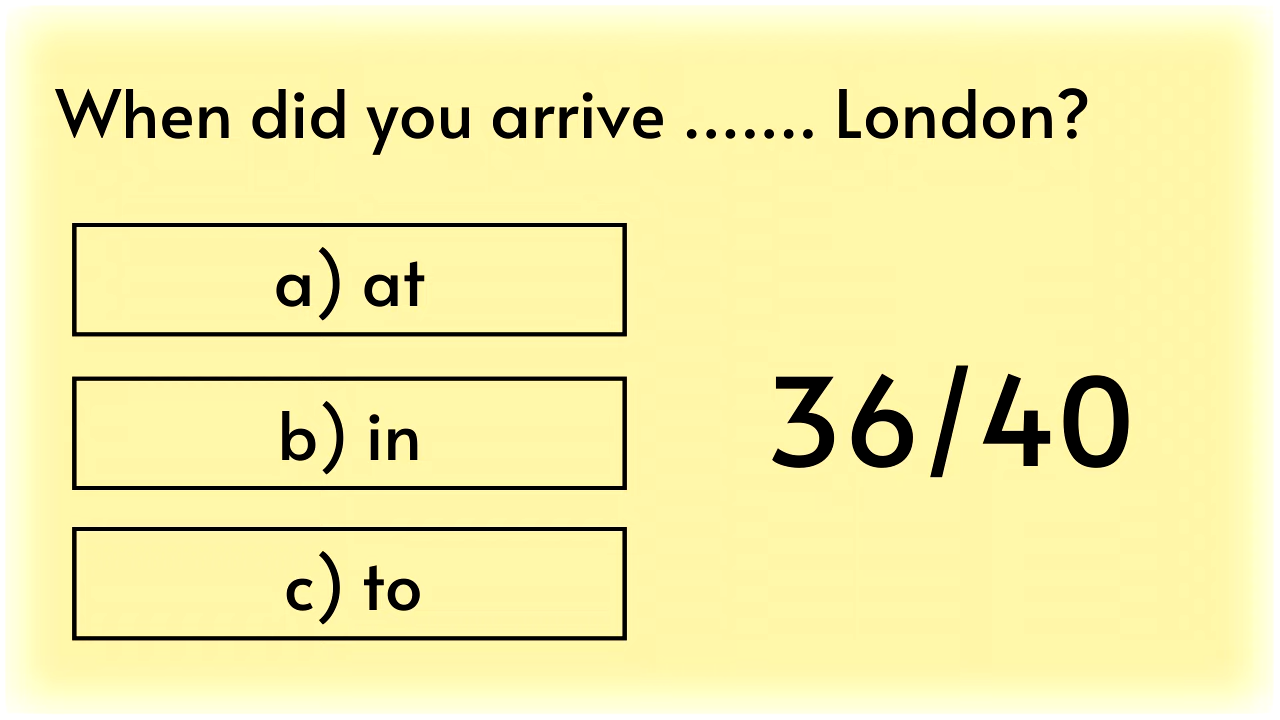 When did you arrive ....... London?
a) at
b) in
36/40
c) to